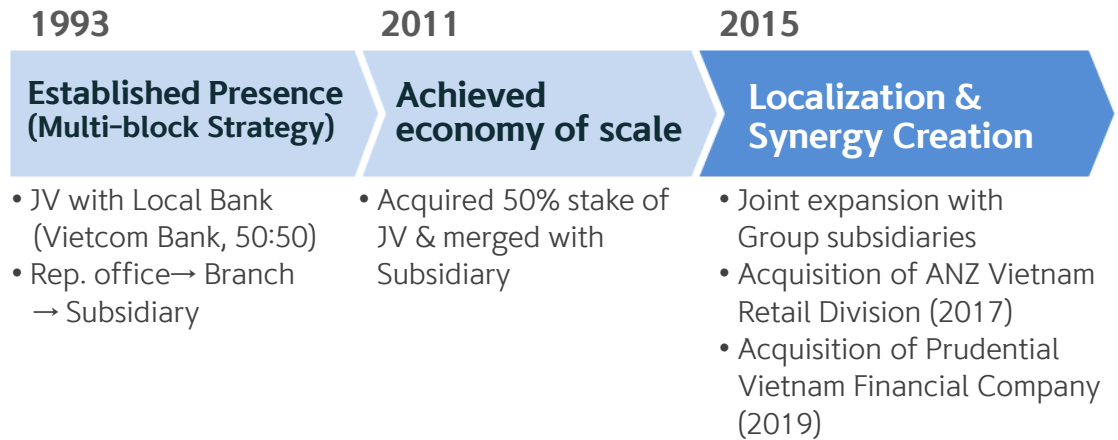 1993
Established Presence
(Multi-block Strategy)
• JV with Local Bank
(Vietcom Bank, 50:50)
• Rep. office→ Branch
→ Subsidiary
2011
Achieved
economy of scale
• Acquired 50% stake of
JV & merged with
Subsidiary
2015
Localization &
Synergy Creation
• Joint expansion with
Group subsidiaries
• Acquisition of ANZ Vietnam
Retail Division (2017)
• Acquisition of Prudential
Vietnam Financial Company
(2019)